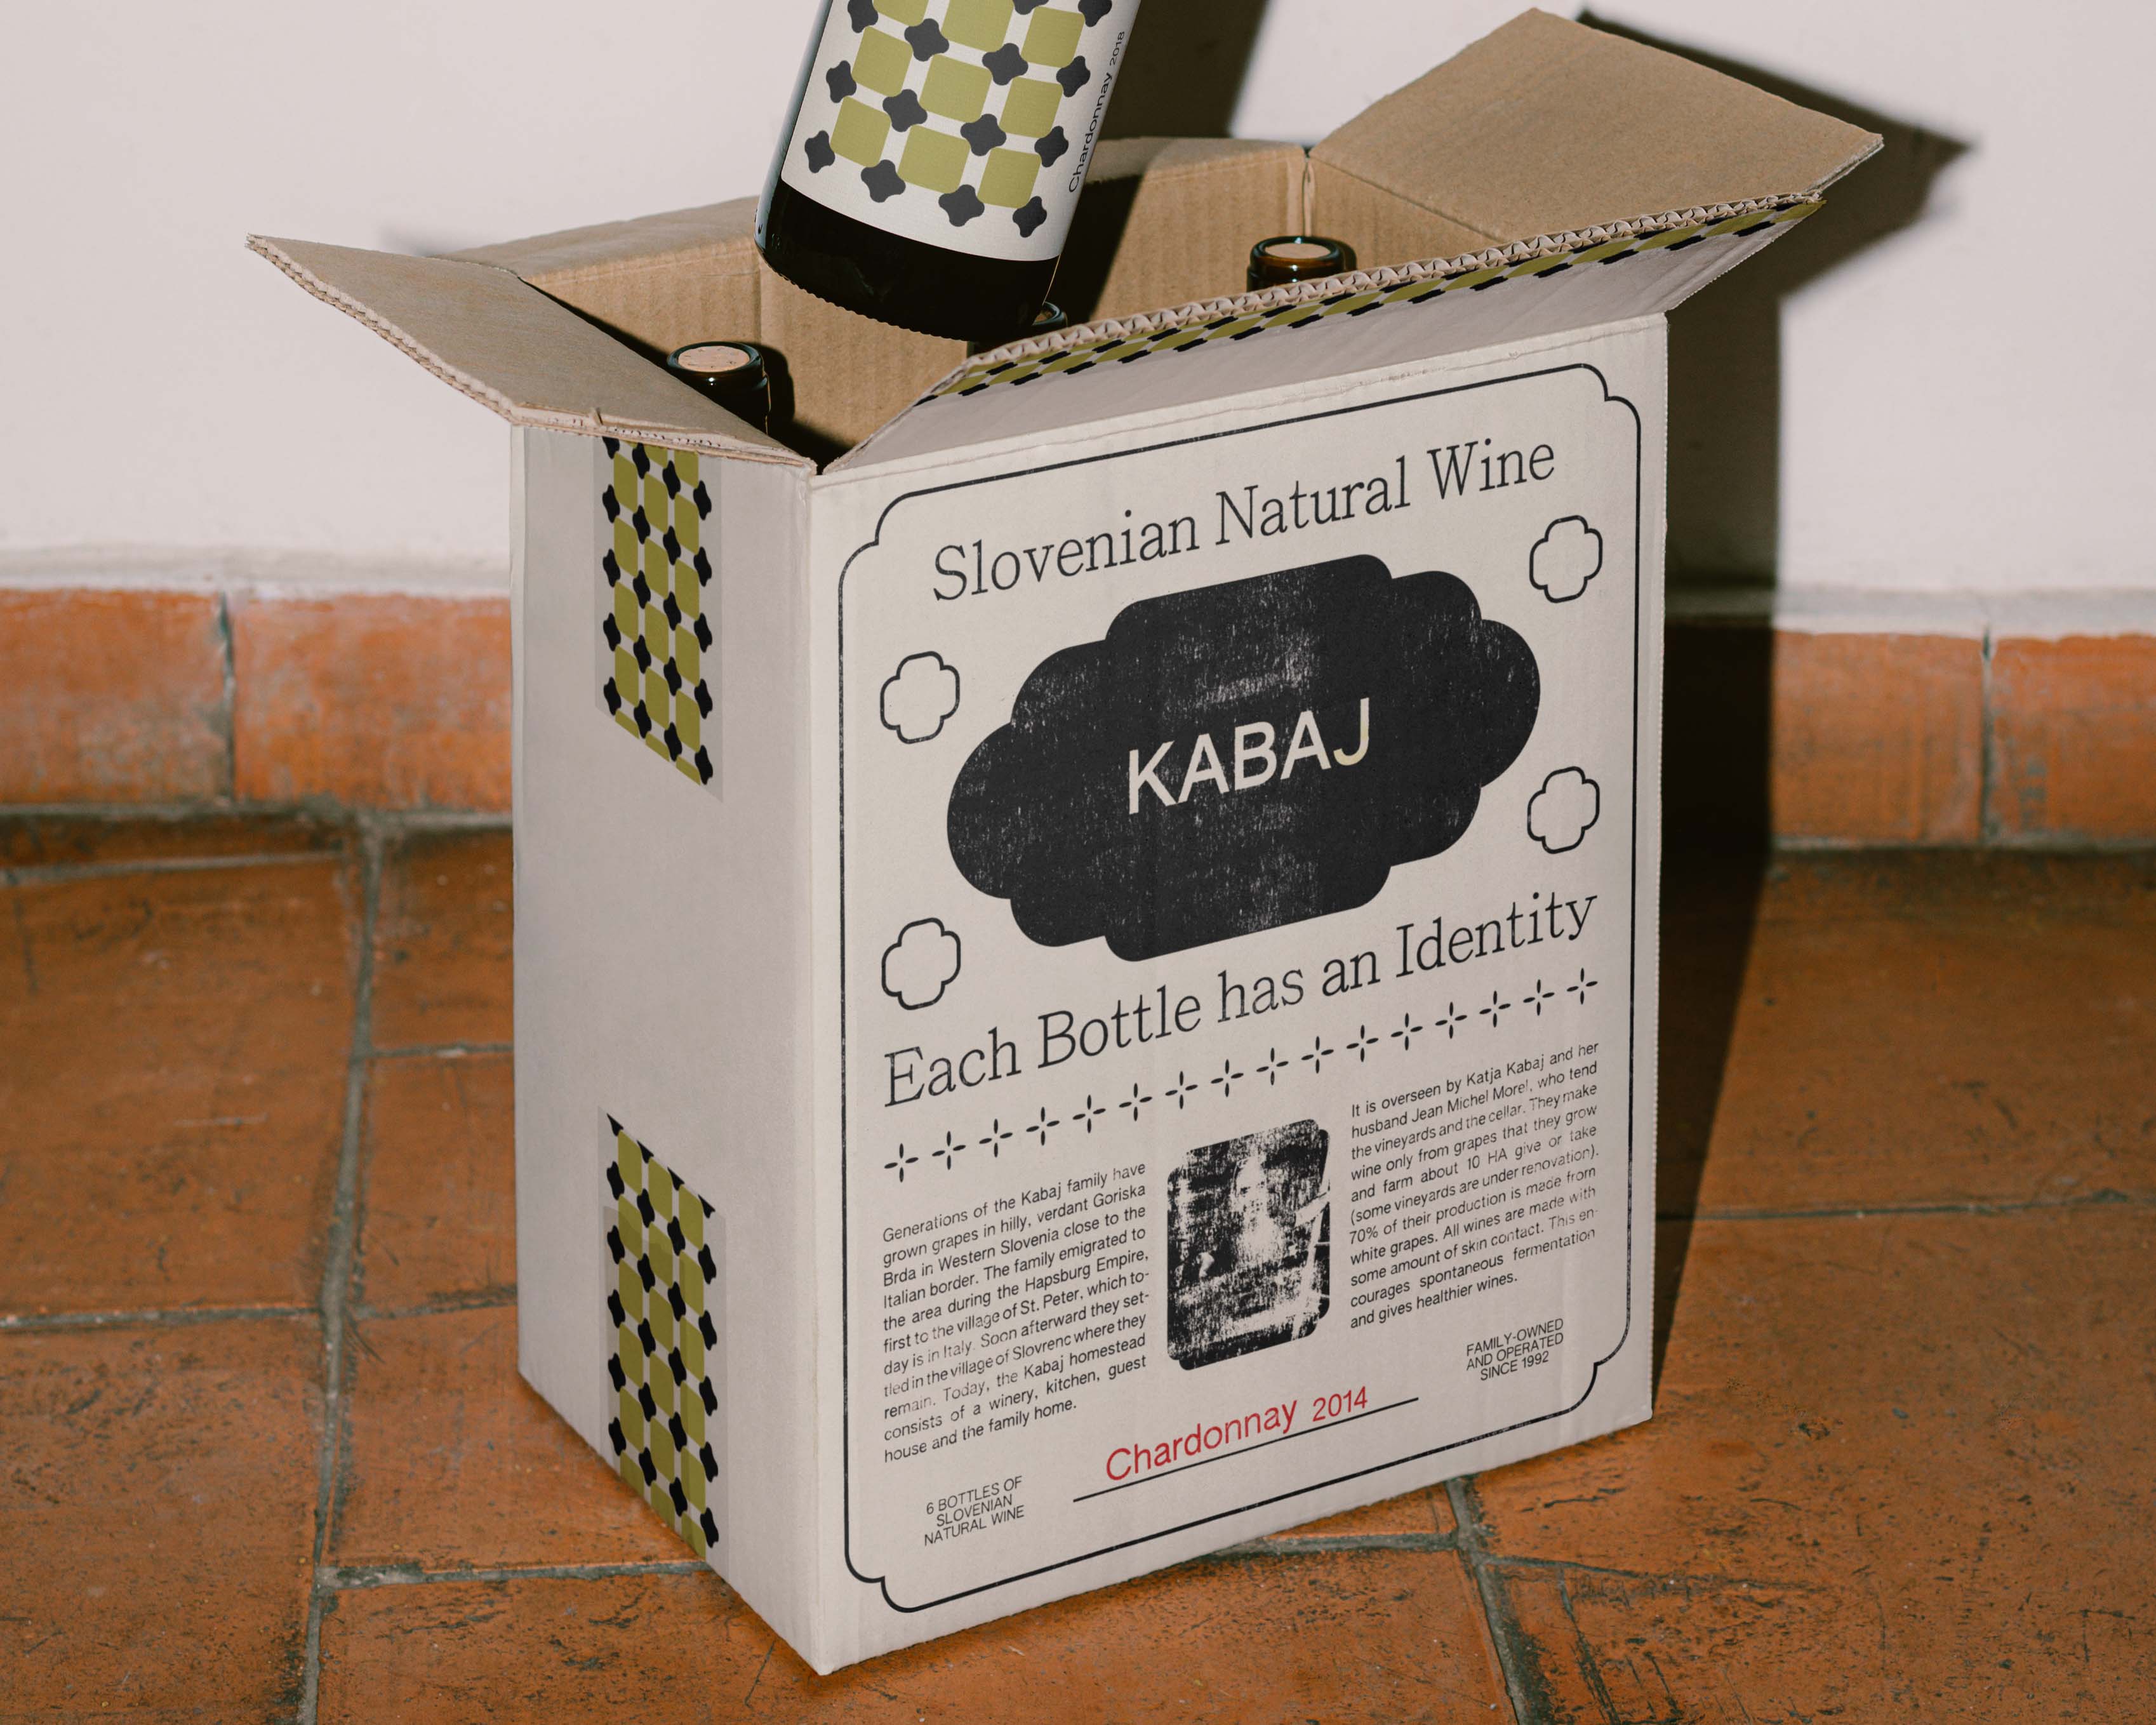 Chardonnay 2018
Slovenian Natural Wine
KABAJ
Each Bottle has an Identity
Generations of the Kabaj family have
grown grapes in hilly, verdant Goriska
Brda in Western Slovenia close to the
Italian border. The family emigrated to
the area during the Hapsburg Empire,
first to the village of St. Peter, which to-
day is in Italy. Soon afterward they set-
tled in the village of Slovrenc where they
remain. Today, the Kabaj homestead
consists of a winery, kitchen, guest
house and the family home.
It is overseen by Katja Kabaj and her
husband Jean Michel Morel, who tend
the vineyards and the cellar. They make
wine only from grapes that they grow
and farm about 10 HA give or take
(some vineyards are under renovation).
70% of their production is made from
white grapes. All wines are made with
some amount of skin contact. This en-
courages spontaneous fermentation
and gives healthier wines.
6 BOTTLES OF
SLOVENIAN
NATURAL WINE
Chardonnay 2014
FAMILY-OWNED
AND OPERATED
SINCE 1992